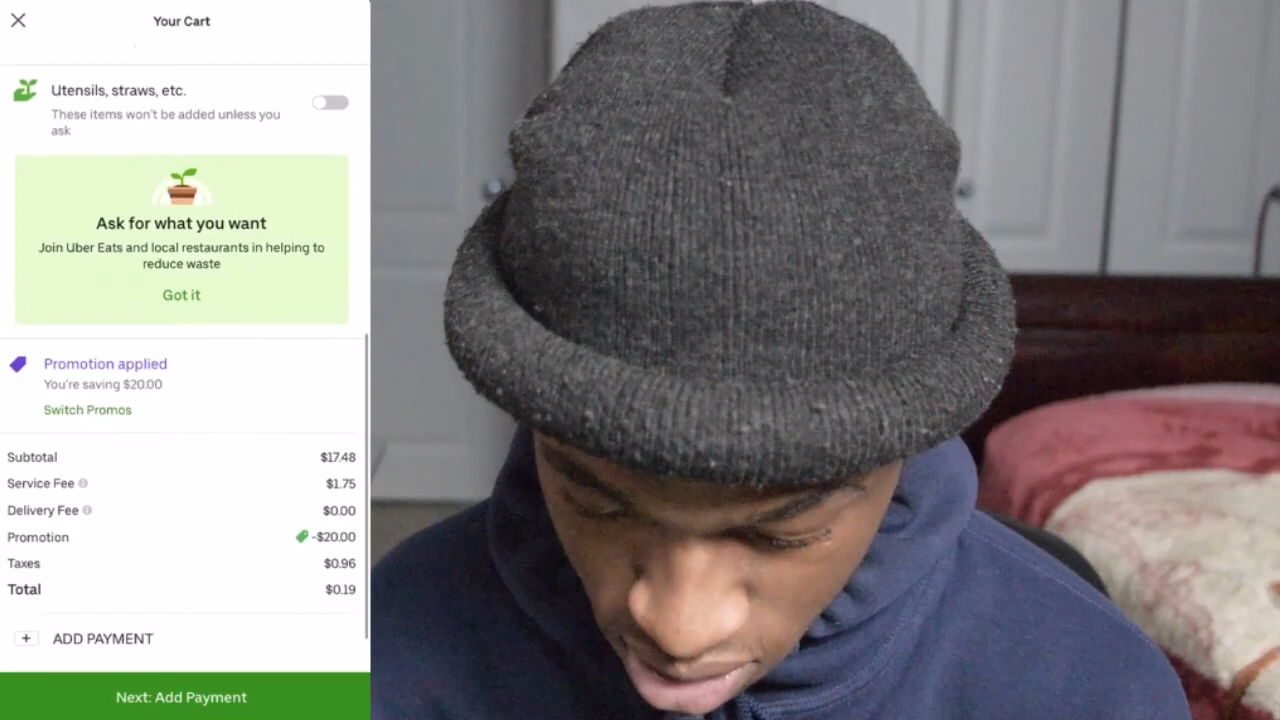 Your Cart
Utensils, straws, etc.
These items won't be added unless you
ask
Ask for what you want
Join Uber Eats and local restaurants in helping to
reduce waste
Got it
Promotion applied
You're saving $20.00
Switch Promos
Subtotal $17.48
Service Fee $1.75
Delivery Fee $0.00
Promotion -$20.00
Taxes $0.96
Total $0.19
+ ADD PAYMENT
Next: Add Payment